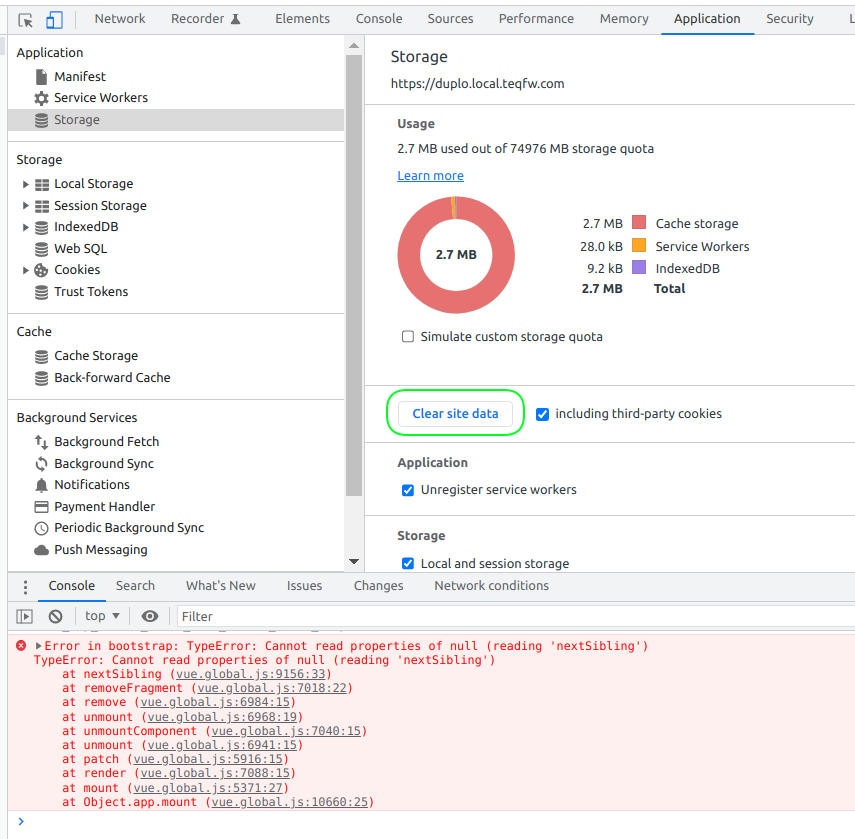 Network Recorder Elements Console Sources Performance Memory Application Security L
Application
Manifest
Service Workers
Storage
Storage
Local Storage
Session Storage
IndexedDB
Web SQL
Cookies
Trust Tokens
Cache
Cache Storage
Back-forward Cache
Background Services
Background Fetch
Background Sync
Notifications
Payment Handler
Periodic Background Sync
Push Messaging
Storage
https://duplo.local.teqfw.com
Usage
2.7 MB used out of 74976 MB storage quota
Learn more
2.7 MB
2.7 MB Cache storage
28.0 kB Service Workers
9.2 kB IndexedDB
2.7 MB Total
Simulate custom storage quota
Clear site data including third-party cookies
Application
Unregister service workers
Storage
Local and session storage
Console Search What's New Issues Changes Network conditions
top Filter
Error in bootstrap: TypeError: Cannot read properties of null (reading 'nextSibling')
TypeError: Cannot read properties of null (reading 'nextSibling')
at nextSibling (vue.global.js:9156:33)
at removeFragment (vue.global.js:7018:22)
at remove (vue.global.js:6984:15)
at unmount (vue.global.js:6968:19)
at unmountComponent (vue.global.js:7040:15)
at unmount (vue.global.js:6941:15)
at patch (vue.global.js:5916:15)
at render (vue.global.js:7088:15)
at mount (vue.global.js:5371:27)
at Object.app.mount (vue.global.js:10660:25)